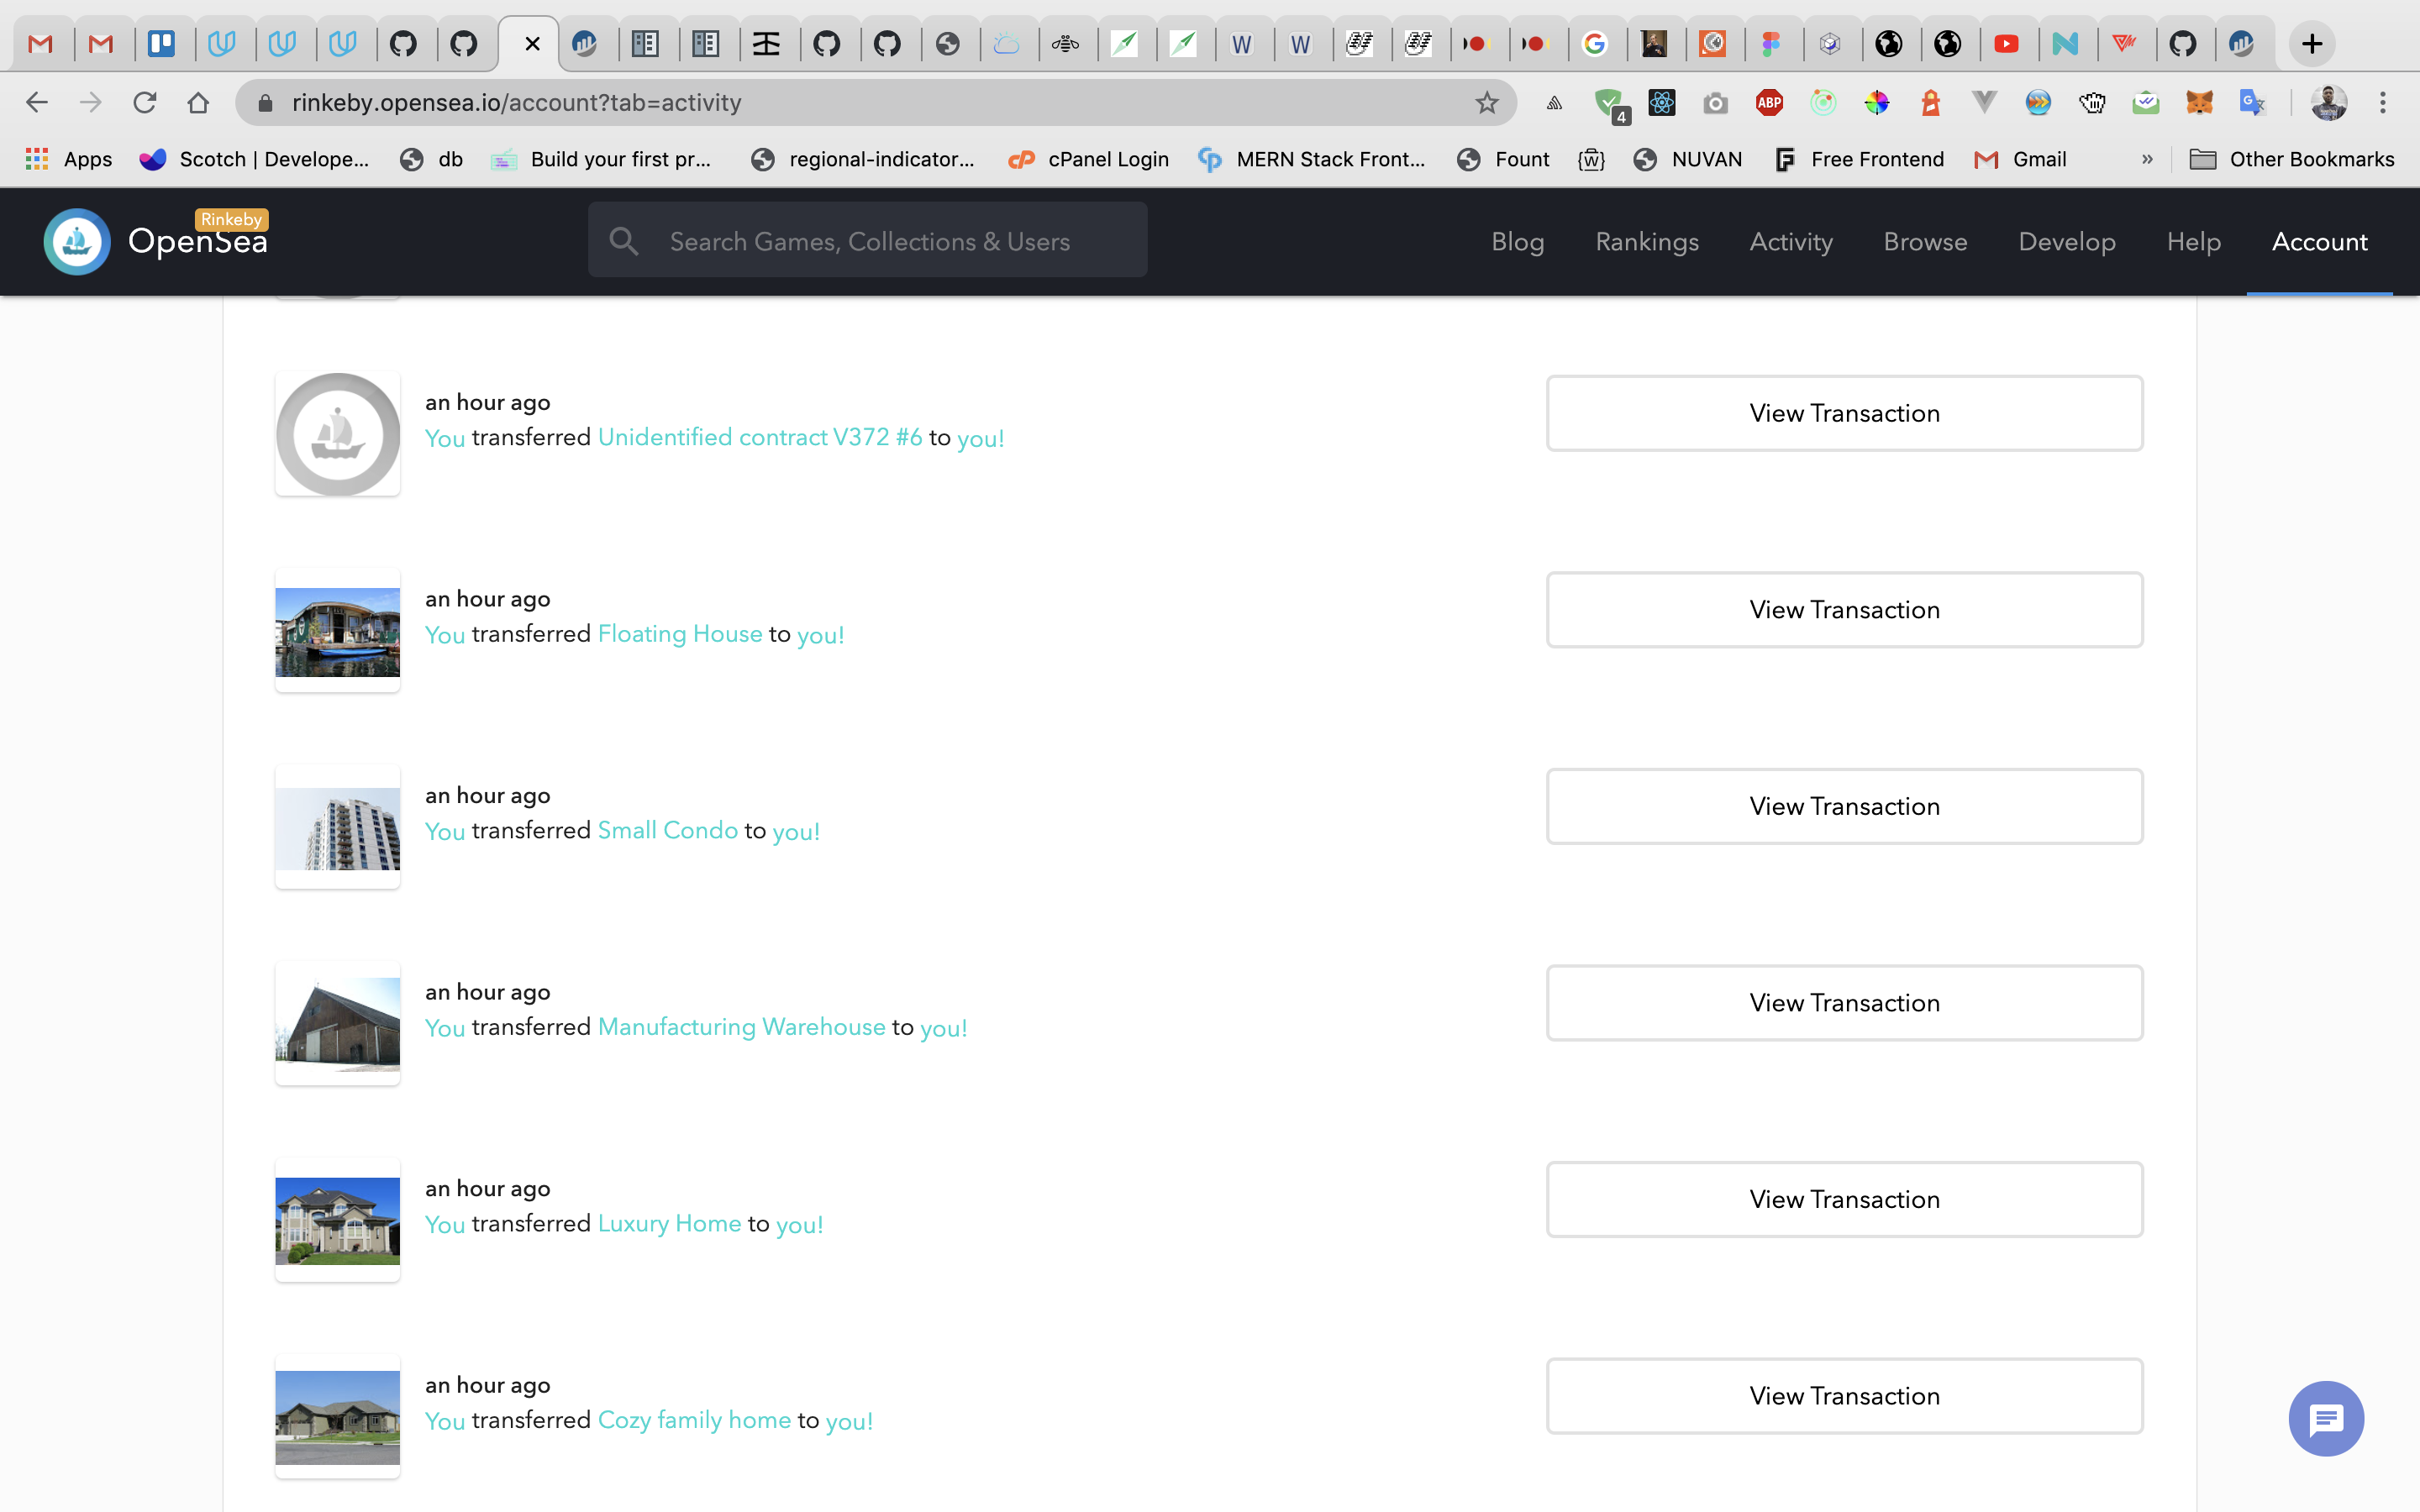 rinkeby.opensea.io/account?tab=activity
4
ABP
Apps
Scotch | Develope...
db
Build your first pr...
regional-indicator...
cPanel Login
MERN Stack Front...
Fount
NUVAN
Free Frontend
Gmail
»
Other Bookmarks
Rinkeby
OpenSea
Search Games, Collections & Users
Blog
Rankings
Activity
Browse
Develop
Help
Account
an hour ago
You transferred Unidentified contract V372 #6 to you!
View Transaction
an hour ago
You transferred Floating House to you!
View Transaction
an hour ago
You transferred Small Condo to you!
View Transaction
an hour ago
You transferred Manufacturing Warehouse to you!
View Transaction
an hour ago
You transferred Luxury Home to you!
View Transaction
an hour ago
You transferred Cozy family home to you!
View Transaction